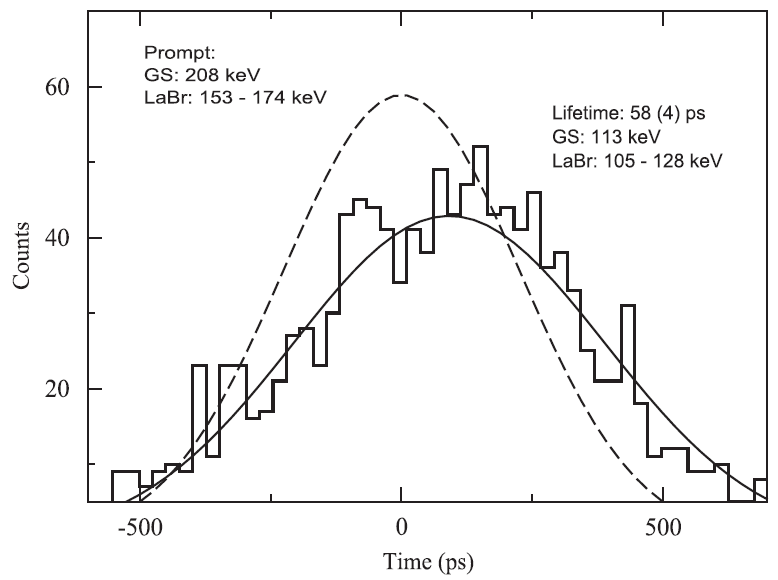 Prompt:
GS: 208 keV
LaBr: 153 - 174 keV
Lifetime: 58 (4) ps
GS: 113 keV
LaBr: 105 - 128 keV
60
40
20
Counts
-500
0
500
Time (ps)